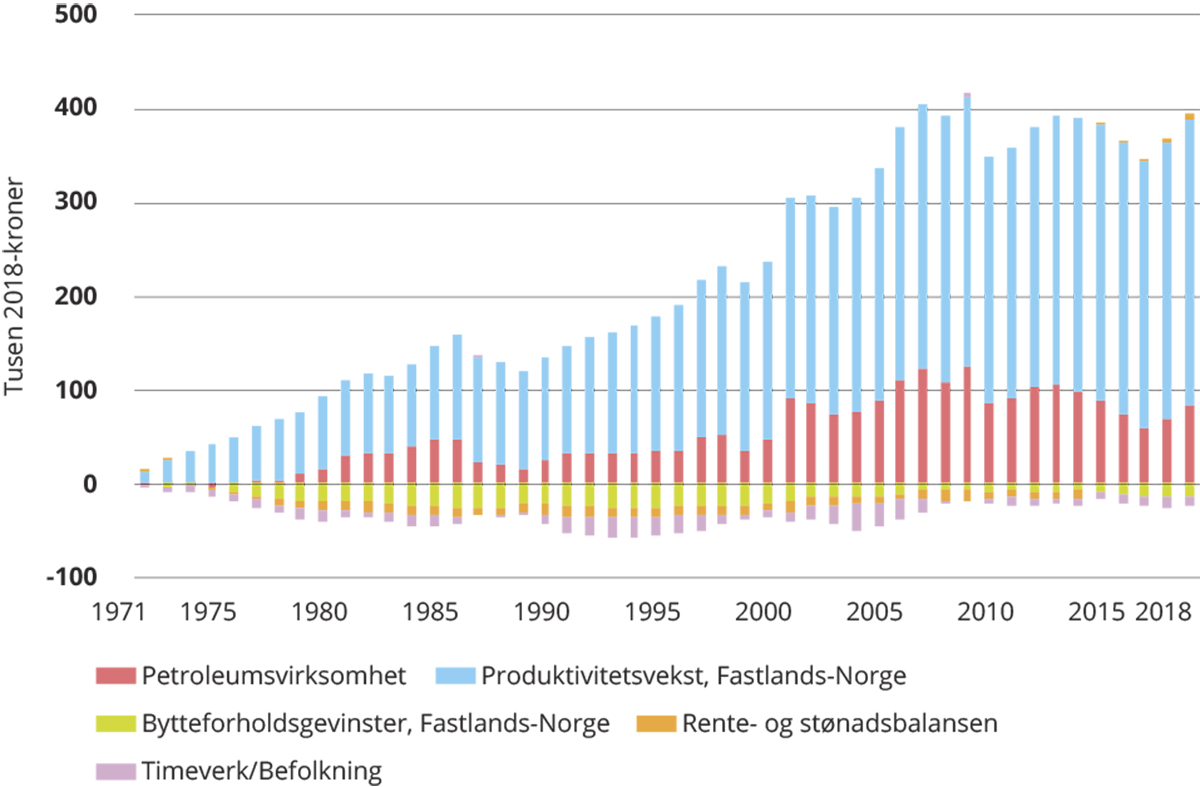 Tusen 2018-kroner
500
400
300
200
100
0
-100
1971 1975 1980 1985 1990 1995 2000 2005 2010 2015 2018
Petroleumsvirksomhet Produktivitetsvekst, Fastlands-Norge
Bytteforholdsgevinster, Fastlands-Norge Rente- og stønadsbalansen
Timeverk/Befolkning